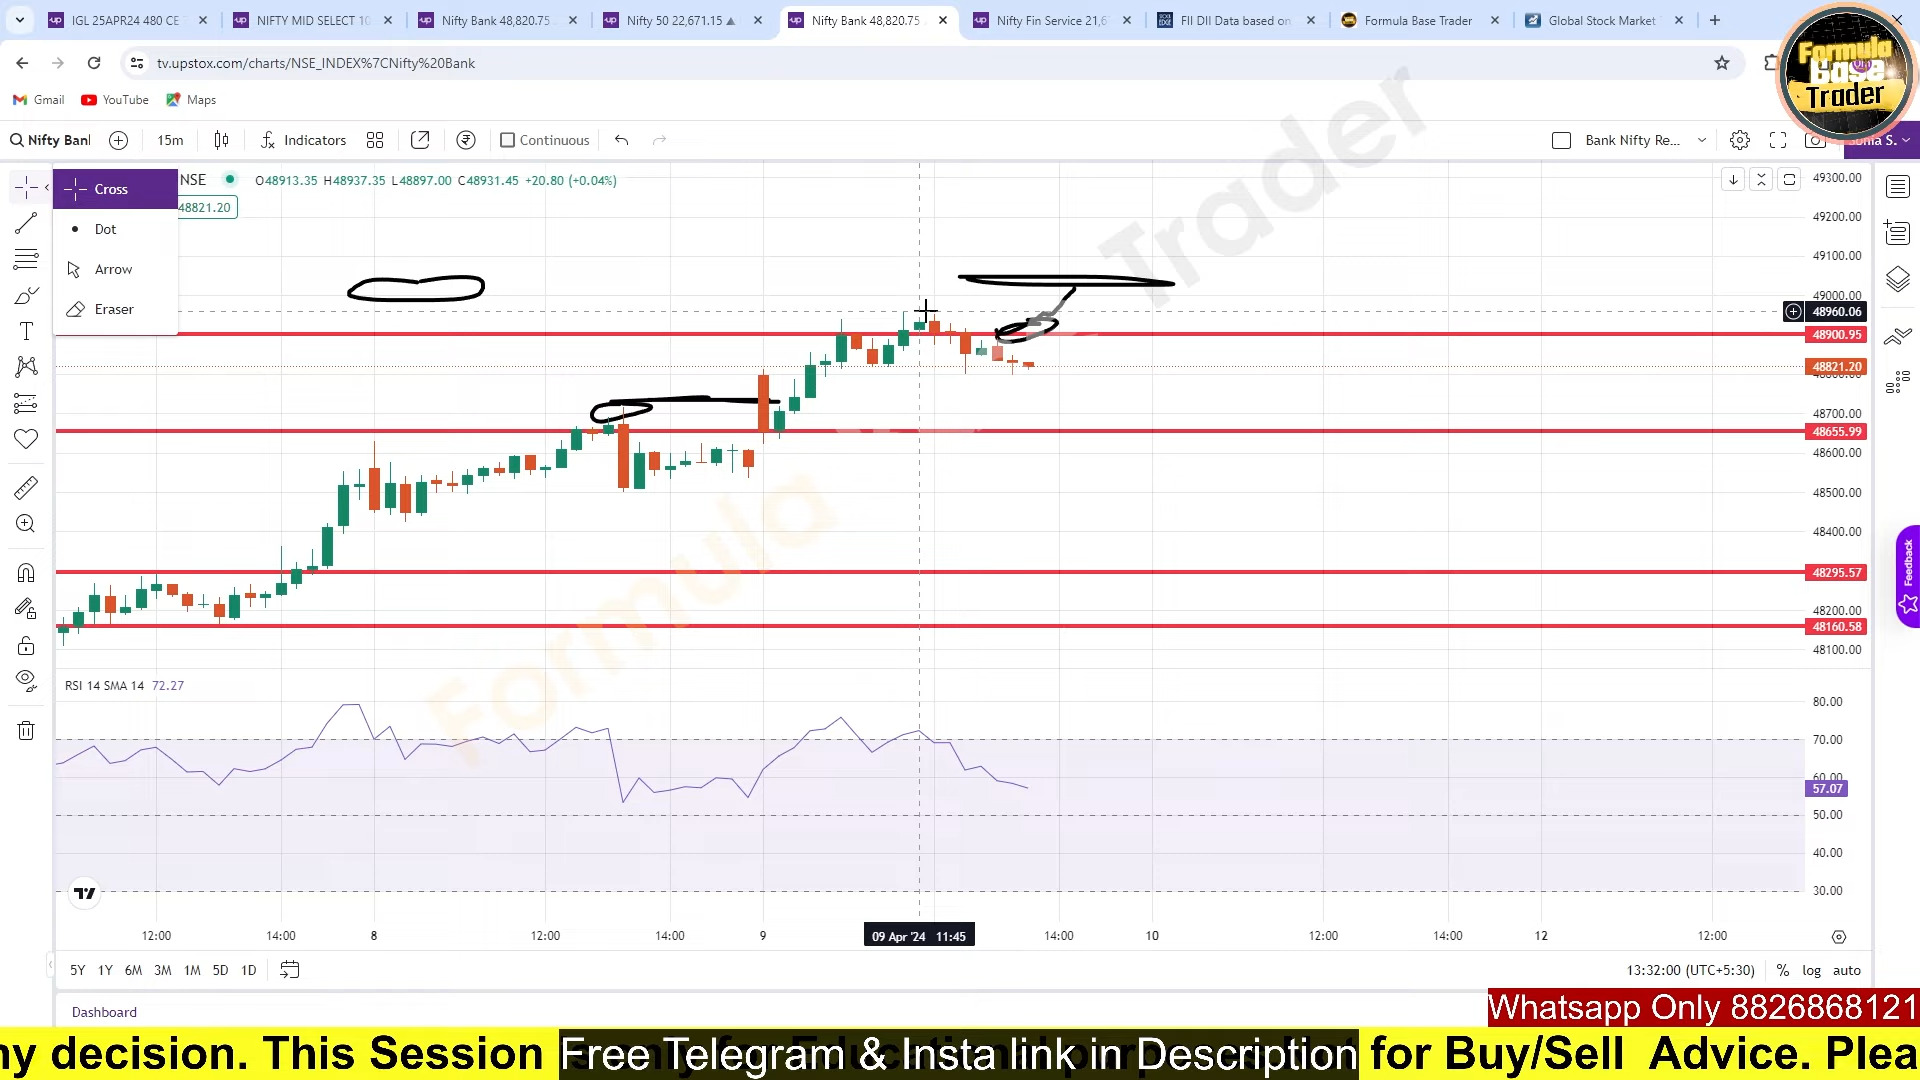 IGL 25APR24 480 CE
NIFTY MID SELECT 10
Nifty Bank 48,820.75
Nifty 50 22,671.15 ▲
Nifty Bank 48,820.75
Nifty Fin Service 21,6
FII DII Data based on
Formula Base Trader
Global Stock Market
tv.upstox.com/charts/NSE_INDEX%7CNifty%20Bank
Gmail
YouTube
Maps
Formula
Base
Trader
Nifty Banl
15m
Indicators
Continuous
Bank Nifty Re...
Sonia S.
Cross
Dot
Arrow
Eraser
NSE
O48913.35 H48937.35 L48897.00 C48931.45 +20.80 (+0.04%)
48821.20
49300.00
49200.00
49100.00
49000.00
48960.06
48900.95
48821.20
48700.00
48655.99
48600.00
48500.00
48400.00
48295.57
48200.00
48160.58
48100.00
Formula
Trader
Feedback
RSI 14 SMA 14 72.27
80.00
70.00
60.00
57.07
50.00
40.00
30.00
12:00
14:00
8
12:00
14:00
9
09 Apr '24 11:45
14:00
10
12:00
14:00
12
12:00
5Y 1Y 6M 3M 1M 5D 1D
13:32:00 (UTC+5:30)
% log auto
Dashboard
Whatsapp Only 8826868121
ny decision. This Session
Free Telegram & Insta link in Description
for Buy/Sell Advice. Plea